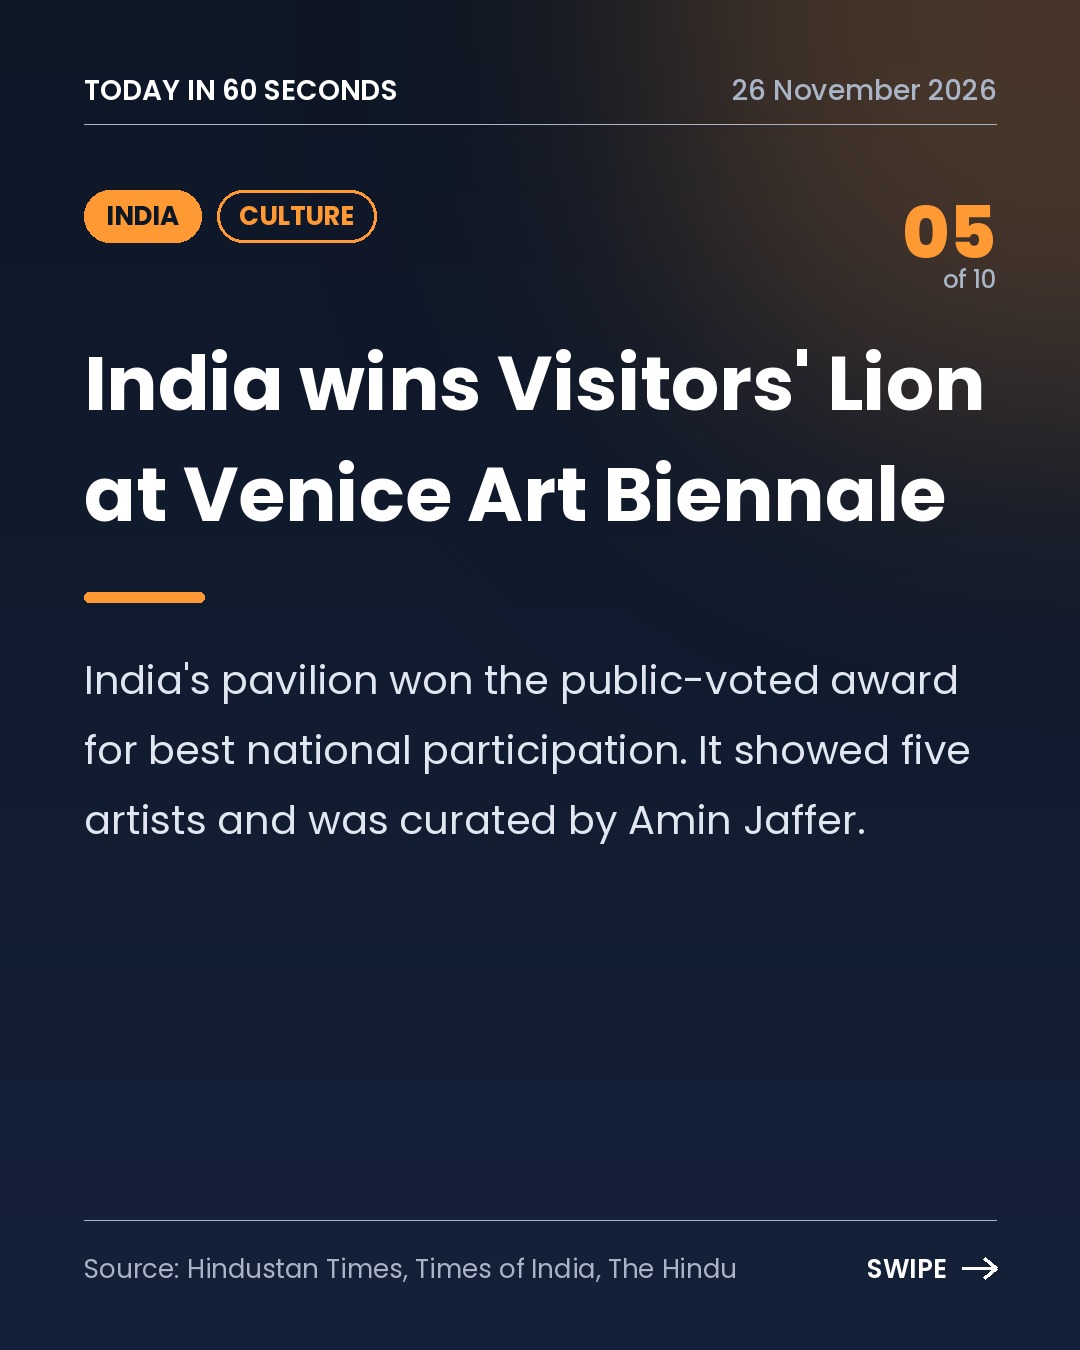 TODAY IN 60 SECONDS
26 November 2026
INDIA
CULTURE
05
of 10
India wins Visitors' Lion
at Venice Art Biennale
India's pavilion won the public-voted award
for best national participation. It showed five
artists and was curated by Amin Jaffer.
Source: Hindustan Times, Times of India, The Hindu
SWIPE →